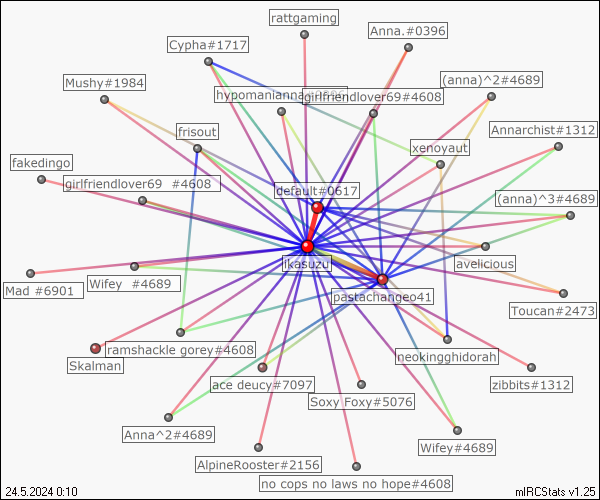 rattgaming
Anna.#0396
Cypha#1717
(anna)^2#4689
Mushy#1984
girlfriendlover69#4608
Annarchist#1312
frisout
xenoyaut
fakedingo
girlfriendlover69 #4608
default#0617
(anna)^3#4689
ikasuzu
avelicious
Mad #6901
Wifey #4689
pastachangeo41
Toucan#2473
Skalman
ramshackle gorey#4608
neokingghidorah
ace deucy#7097
zibbits#1312
Soxy Foxy#5076
Anna^2#4689
Wifey#4689
AlpineRooster#2156
no cops no laws no hope#4608
24.5.2024 0:10
mIRCStats v1.25